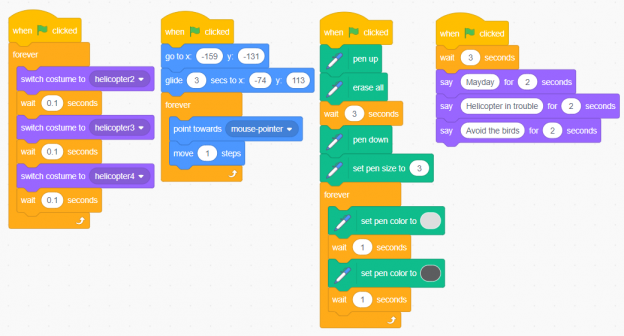 when clicked
forever
switch costume to helicopter2
wait 0.1 seconds
switch costume to helicopter3
wait 0.1 seconds
switch costume to helicopter4
wait 0.1 seconds
when clicked
go to x: -159 y: -131
glide 3 secs to x: -74 y: 113
forever
point towards mouse-pointer
move 1 steps
when clicked
pen up
erase all
wait 3 seconds
pen down
set pen size to 3
forever
set pen color to
wait 1 seconds
set pen color to
wait 1 seconds
when clicked
wait 3 seconds
say Mayday for 2 seconds
say Helicopter in trouble for 2 seconds
say Avoid the birds for 2 seconds